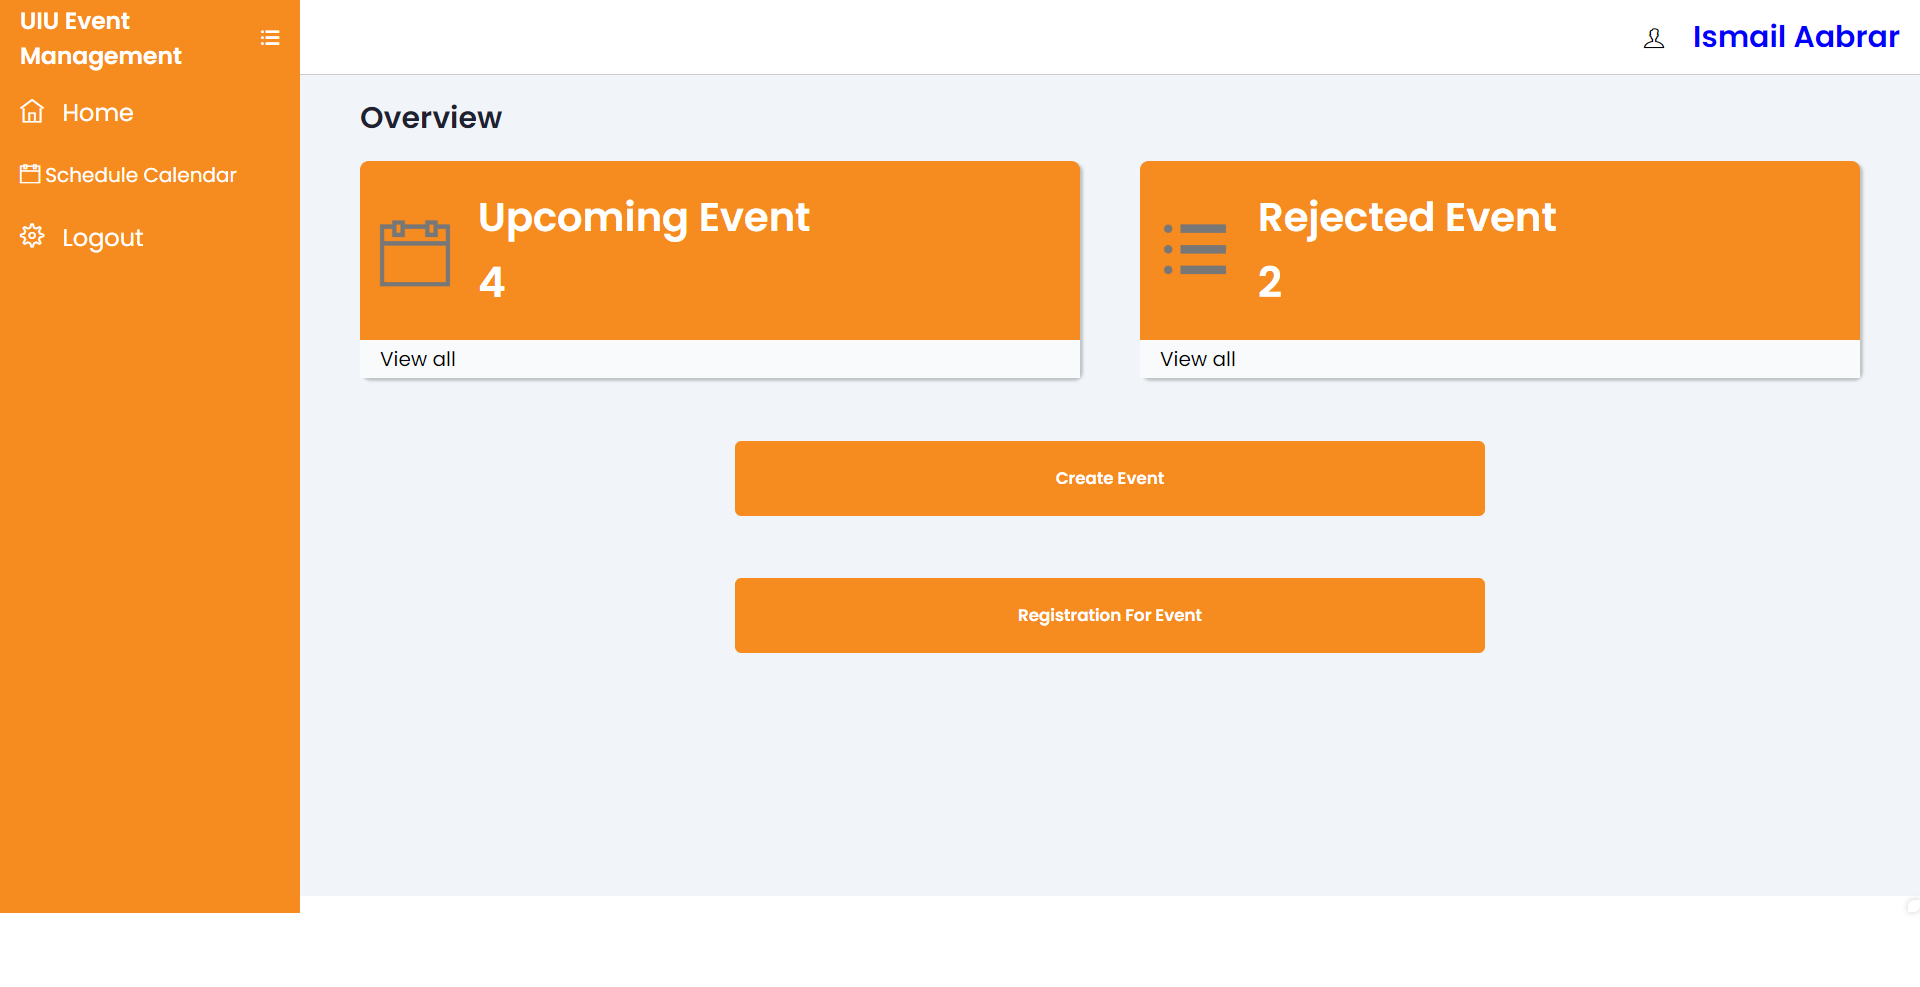 UIU Event
Management
Home
Schedule Calendar
Logout
Ismail Aabrar
Overview
Upcoming Event
4
View all
Rejected Event
2
View all
Create Event
Registration For Event